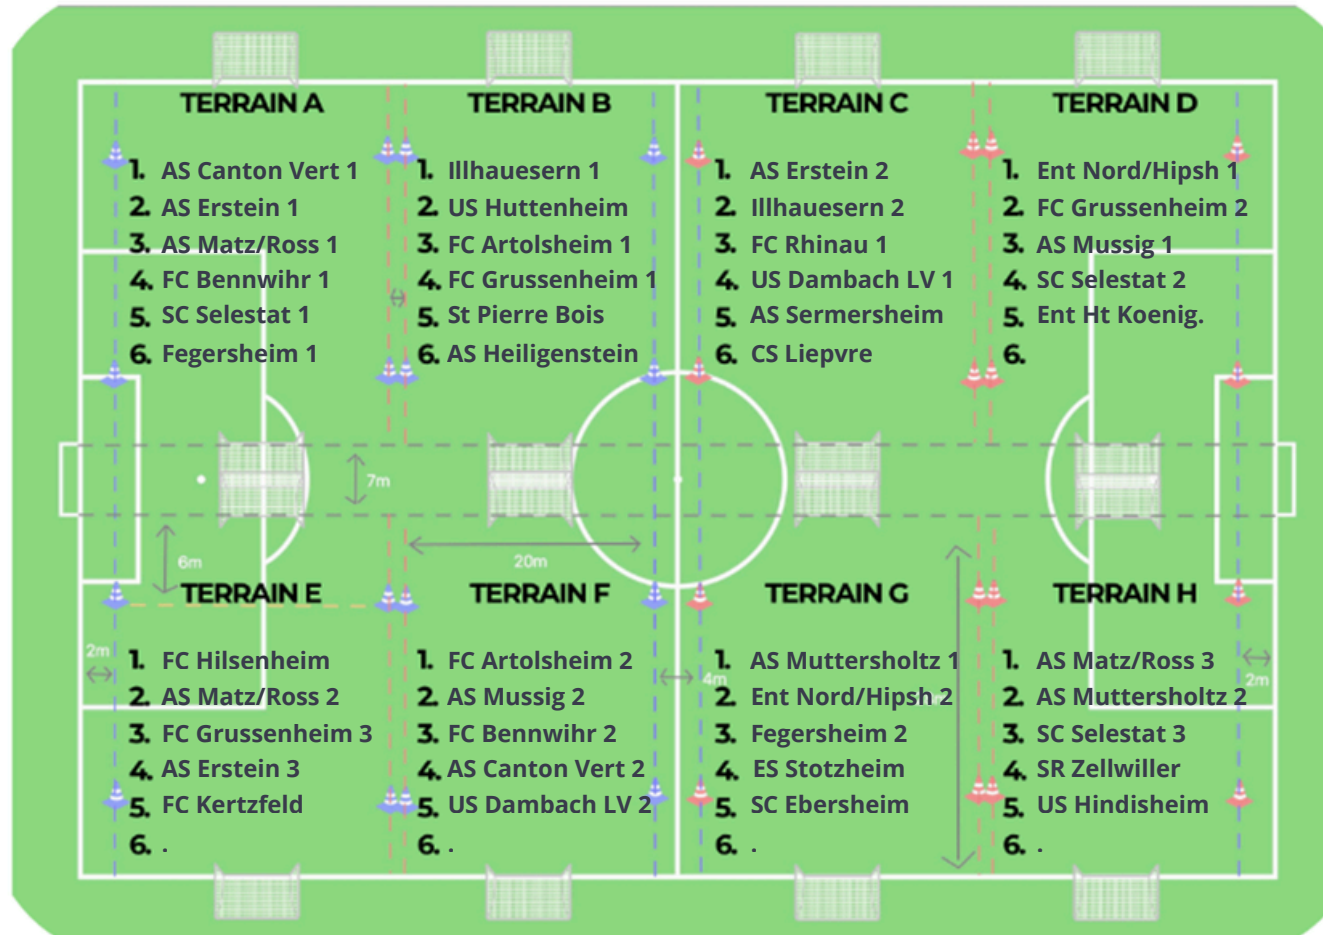 TERRAIN A
1. AS Canton Vert 1
2. AS Erstein 1
3. AS Matz/Ross 1
4. FC Bennwihr 1
5. SC Selestat 1
6. Fegersheim 1
TERRAIN B
1. Illhauesern 1
2. US Huttenheim
3. FC Artolsheim 1
4. FC Grussenheim 1
5. St Pierre Bois
6. AS Heiligenstein
TERRAIN C
1. AS Erstein 2
2. Illhauesern 2
3. FC Rhinau 1
4. US Dambach LV 1
5. AS Sermersheim
6. CS Liepvre
TERRAIN D
1. Ent Nord/Hipsh 1
2. FC Grussenheim 2
3. AS Mussig 1
4. SC Selestat 2
5. Ent Ht Koenig.
6.
7m
6m
20m
TERRAIN E
2m
1. FC Hilsenheim
2. AS Matz/Ross 2
3. FC Grussenheim 3
4. AS Erstein 3
5. FC Kertzfeld
6. .
TERRAIN F
1. FC Artolsheim 2
2. AS Mussig 2
3. FC Bennwihr 2
4. AS Canton Vert 2
5. US Dambach LV 2
6. .
4m
TERRAIN G
1. AS Muttersholtz 1
2. Ent Nord/Hipsh 2
3. Fegersheim 2
4. ES Stotzheim
5. SC Ebersheim
6. .
TERRAIN H
1. AS Matz/Ross 3
2. AS Muttersholtz 2
3. SC Selestat 3
4. SR Zellwiller
5. US Hindisheim
6. .
2m